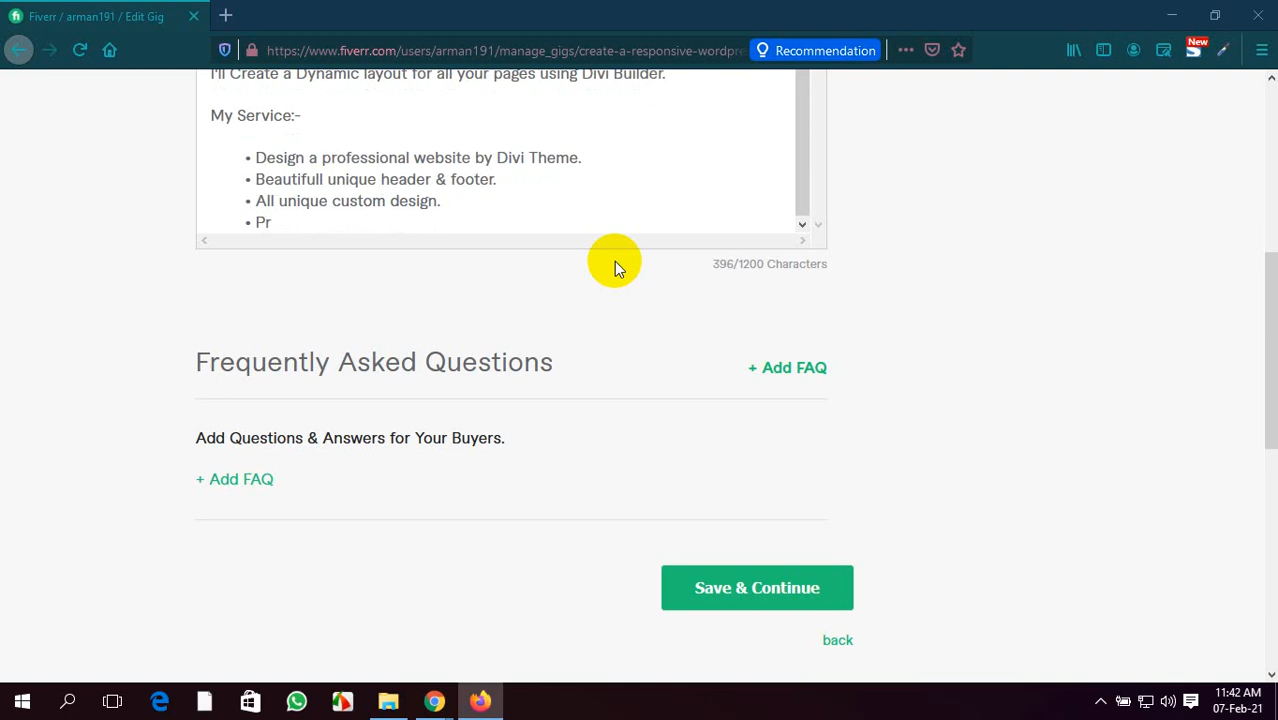 Fiverr / arman191 / Edit Gig
https://www.fiverr.com/users/arman191/manage_gigs/create-a-responsive-wordpre
Recommendation
New
I'll Create a Dynamic layout for all your pages using Divi Builder.
My Service:-
• Design a professional website by Divi Theme.
• Beautifull unique header & footer.
• All unique custom design.
• Pr
396/1200 Characters
Frequently Asked Questions
+ Add FAQ
Add Questions & Answers for Your Buyers.
+ Add FAQ
Save & Continue
back
11:42 AM
07-Feb-21